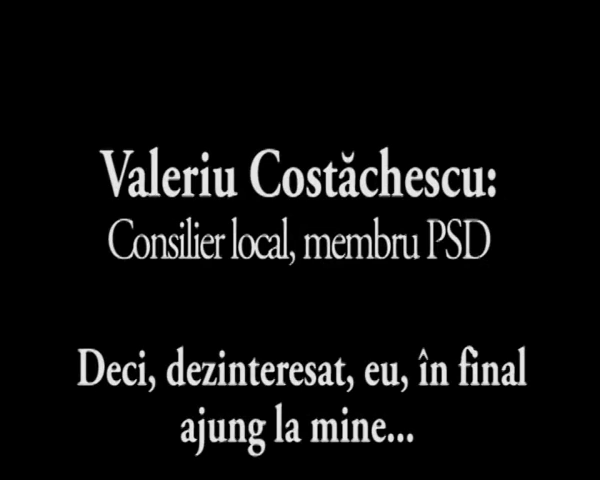 Valeriu Costăchescu:
Consilier local, membru PSD
Deci, dezinteresat, eu, în final
ajung la mine...